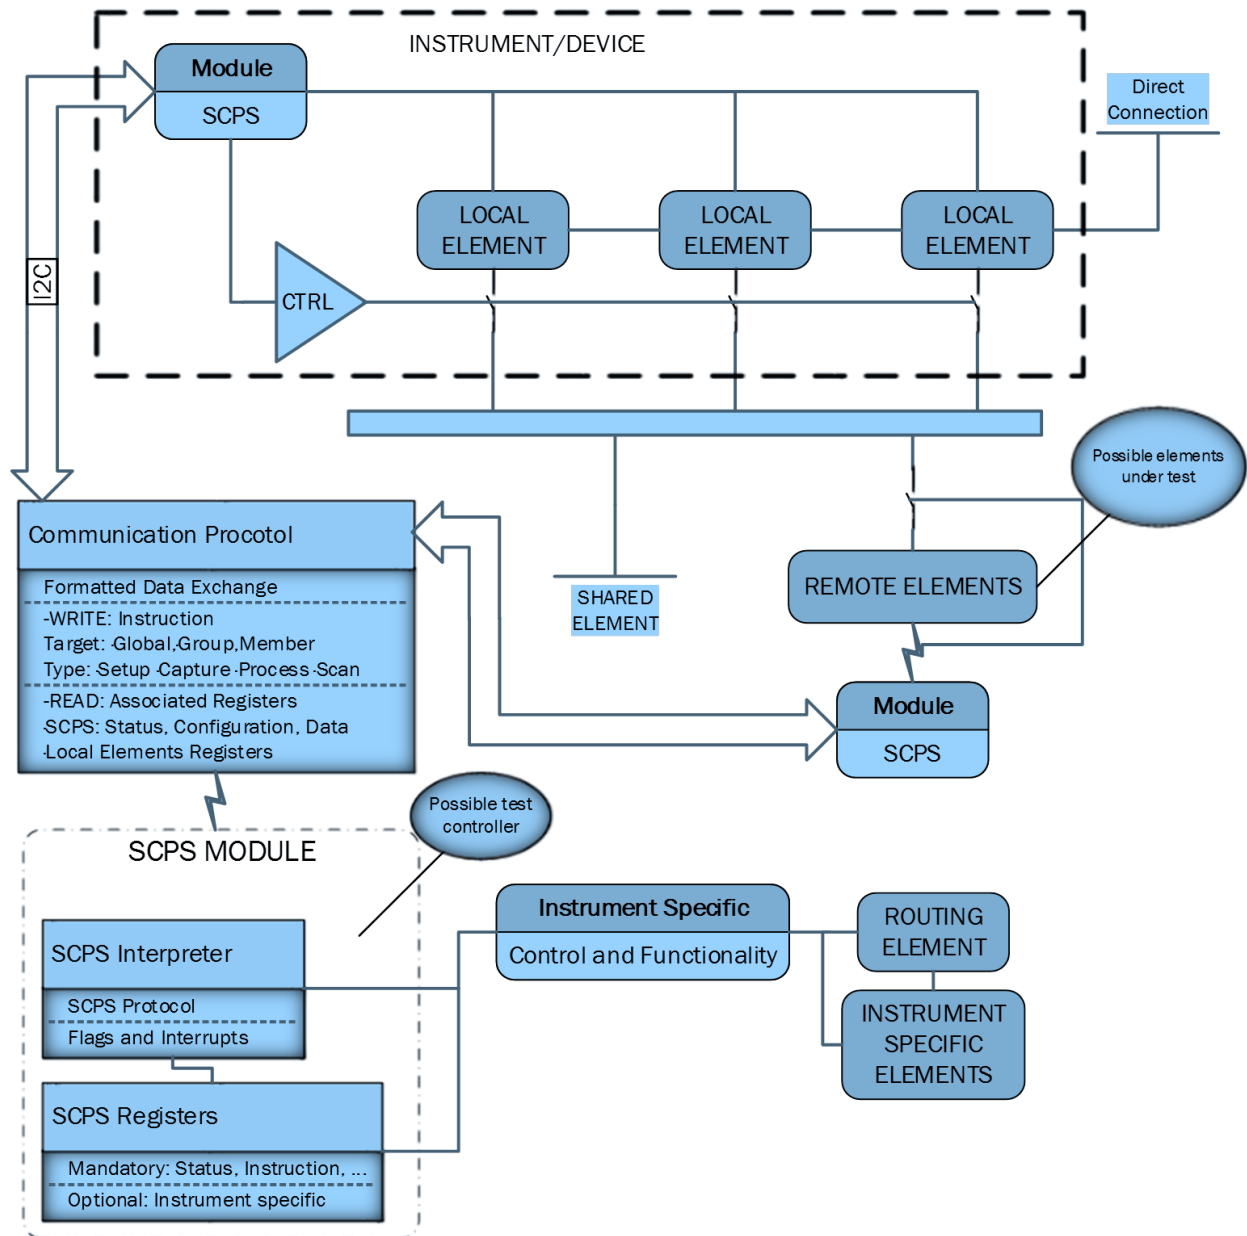 INSTRUMENT/DEVICE
Module
SCPS
Direct
Connection
LOCAL
ELEMENT
LOCAL
ELEMENT
LOCAL
ELEMENT
I2C
CTRL
Possible elements
under test
Communication Procotol
Formatted Data Exchange
-WRITE: Instruction
Target: -Global,-Group,Member
Type: -Setup -Capture -Process -Scan
-READ: Associated Registers
-SCPS: Status, Configuration, Data
-Local Elements Registers
SHARED
ELEMENT
REMOTE ELEMENTS
Module
SCPS
Possible test
controller
SCPS MODULE
SCPS Interpreter
SCPS Protocol
Flags and Interrupts
SCPS Registers
Mandatory: Status, Instruction, ...
Optional: Instrument specific
Instrument Specific
Control and Functionality
ROUTING
ELEMENT
INSTRUMENT
SPECIFIC
ELEMENTS